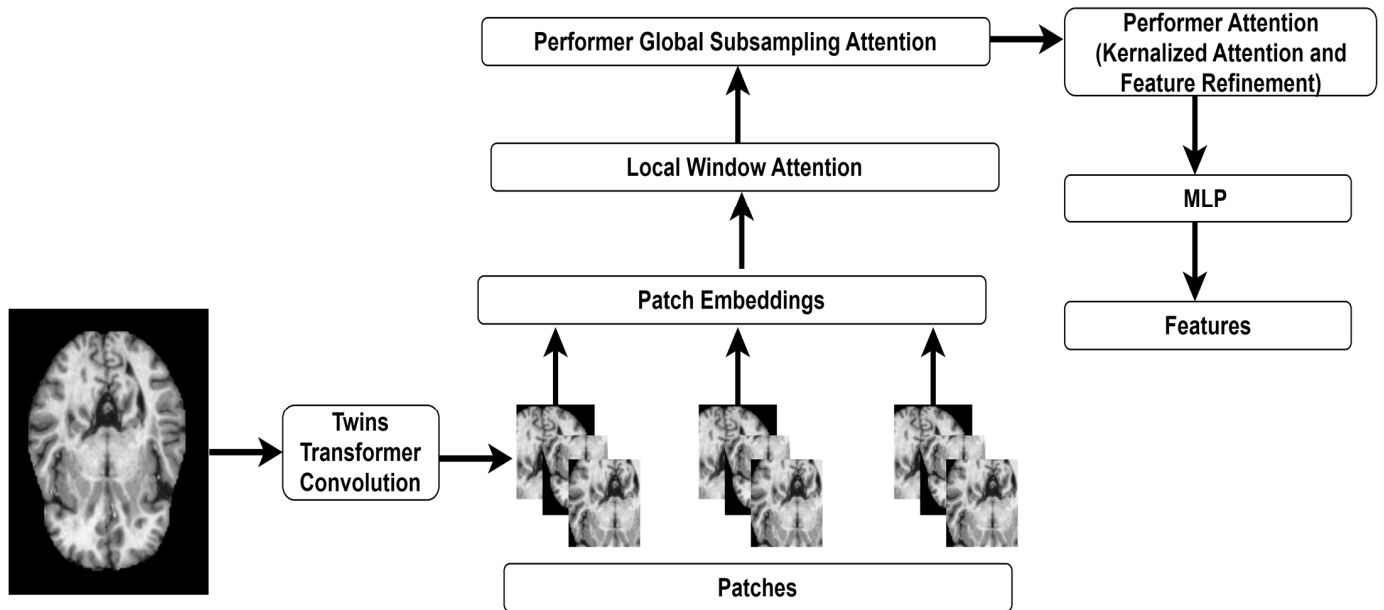 Performer Global Subsampling Attention
Performer Attention
(Kernalized Attention and
Feature Refinement)
Local Window Attention
MLP
Patch Embeddings
Features
Twins
Transformer
Convolution
Patches